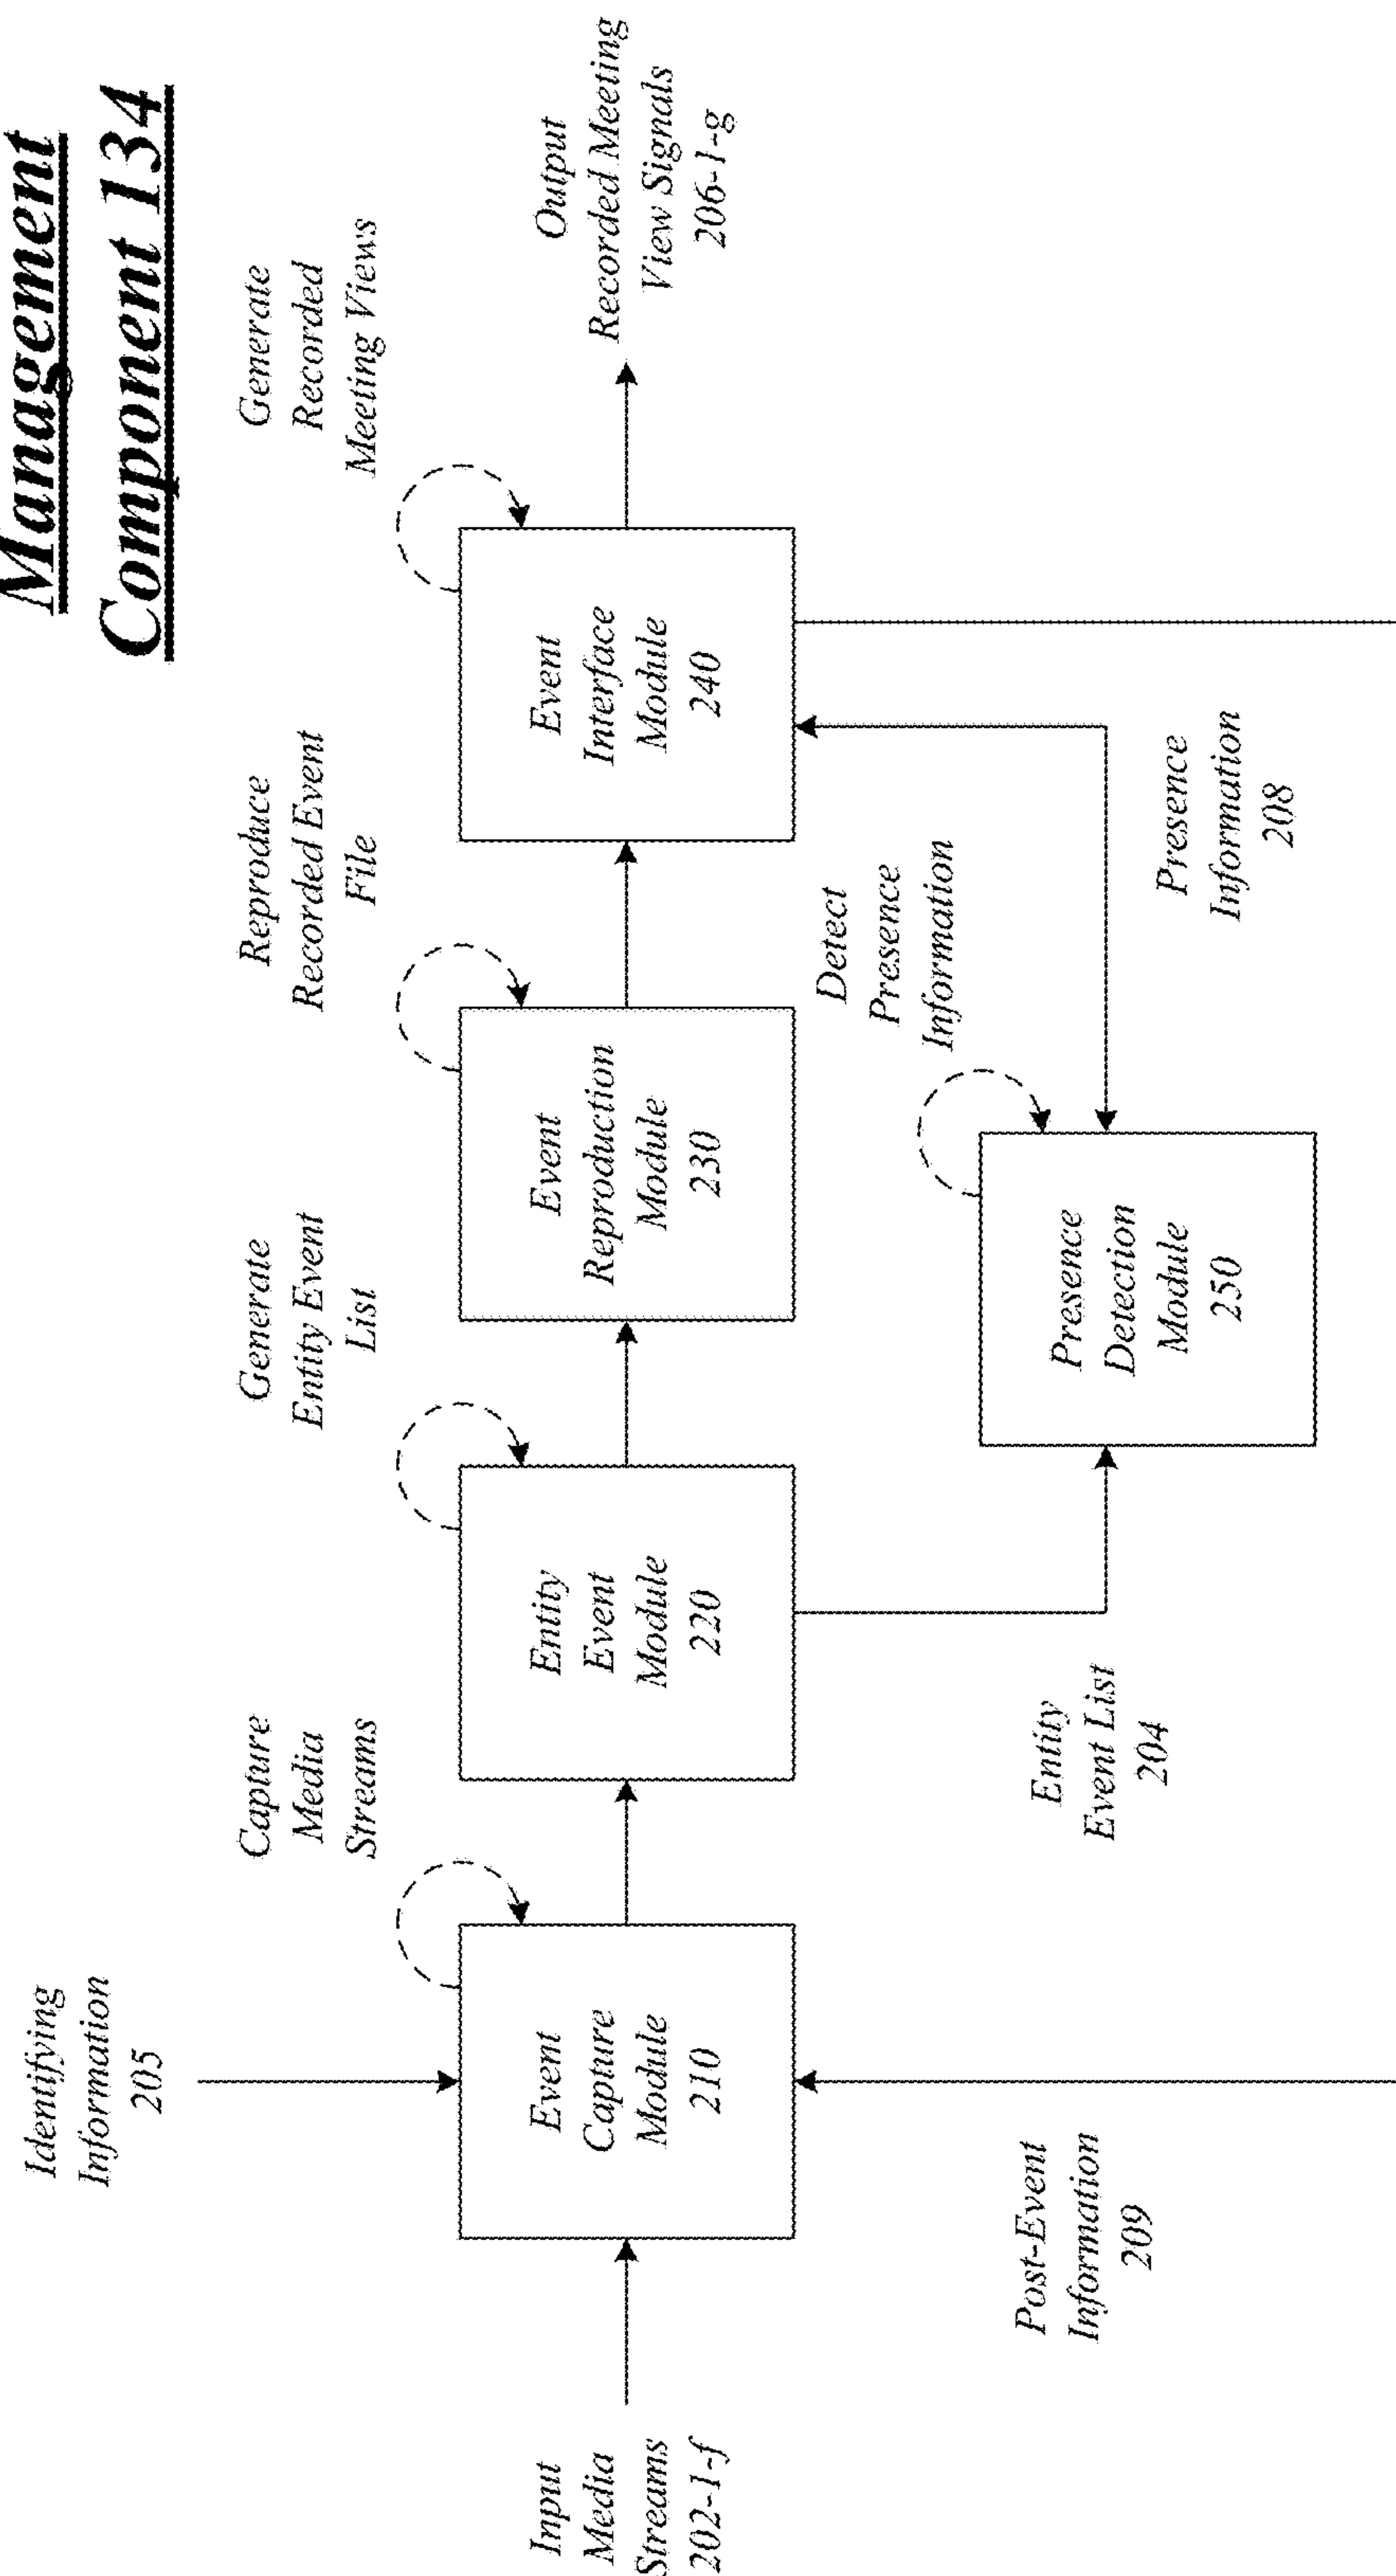 Management
Component 134
Identifying
Information
205
Capture
Media
Streams
Generate
Entity Event
List
Reproduce
Recorded Event
File
Generate
Recorded
Meeting Views
Input
Media
Streams
202-1-f
Event
Capture
Module
210
Entity
Event
Module
220
Event
Reproduction
Module
230
Event
Interface
Module
240
Output
Recorded Meeting
View Signals
206-1-g
Detect
Presence
Information
Post-Event
Information
209
Entity
Event List
204
Presence
Detection
Module
250
Presence
Information
208